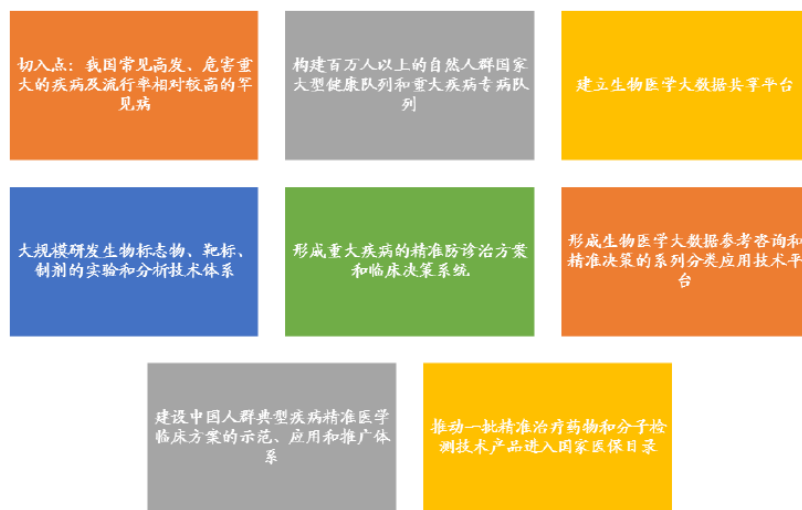 切入点：我国常见高发、危害重
大的疾病及流行率相对较高的罕
见病
构建百万人以上的自然人群国家
大型健康队列和重大疾病专病队
列
建立生物医学大数据共享平台
大规模研发生物标志物、靶标、
制剂的实验和分析技术体系
形成重大疾病的精准防诊治方案
和临床决策系统
形成生物医学大数据参考咨询和
精准决策的系列分类应用技术平
台
建设中国人群典型疾病精准医学
临床方案的示范、应用和推广体
系
推动一批精准治疗药物和分子检
测技术产品进入国家医保目录